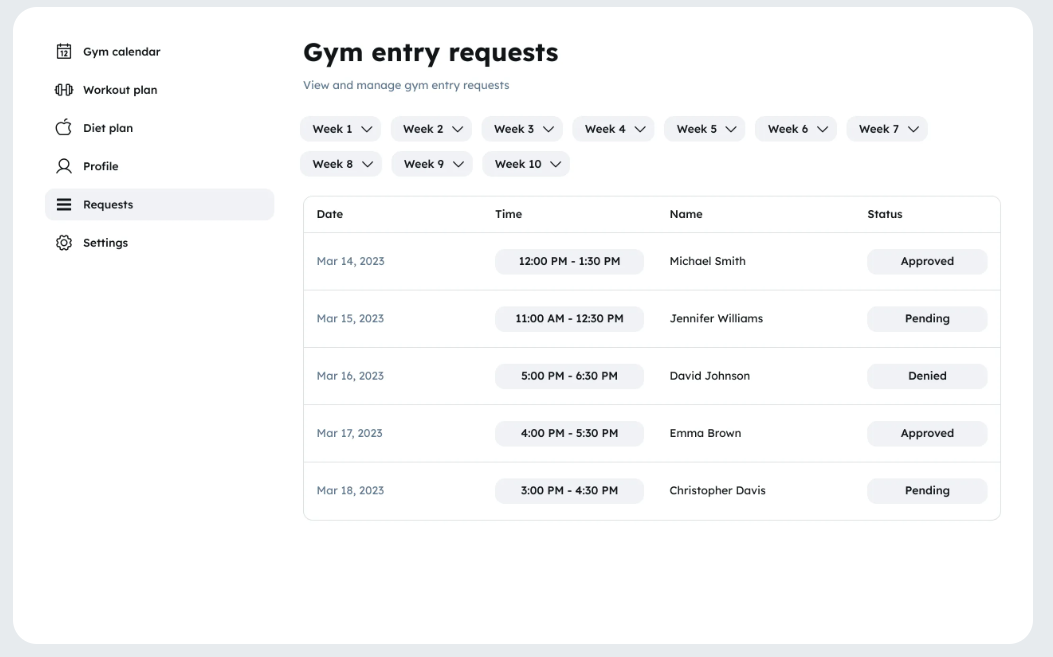 12 Gym calendar
Workout plan
Diet plan
Profile
Requests
Settings
Gym entry requests
View and manage gym entry requests
Week 1 Week 2 Week 3 Week 4 Week 5 Week 6 Week 7
Week 8 Week 9 Week 10
Date Time Name Status
Mar 14, 2023 12:00 PM - 1:30 PM Michael Smith Approved
Mar 15, 2023 11:00 AM - 12:30 PM Jennifer Williams Pending
Mar 16, 2023 5:00 PM - 6:30 PM David Johnson Denied
Mar 17, 2023 4:00 PM - 5:30 PM Emma Brown Approved
Mar 18, 2023 3:00 PM - 4:30 PM Christopher Davis Pending